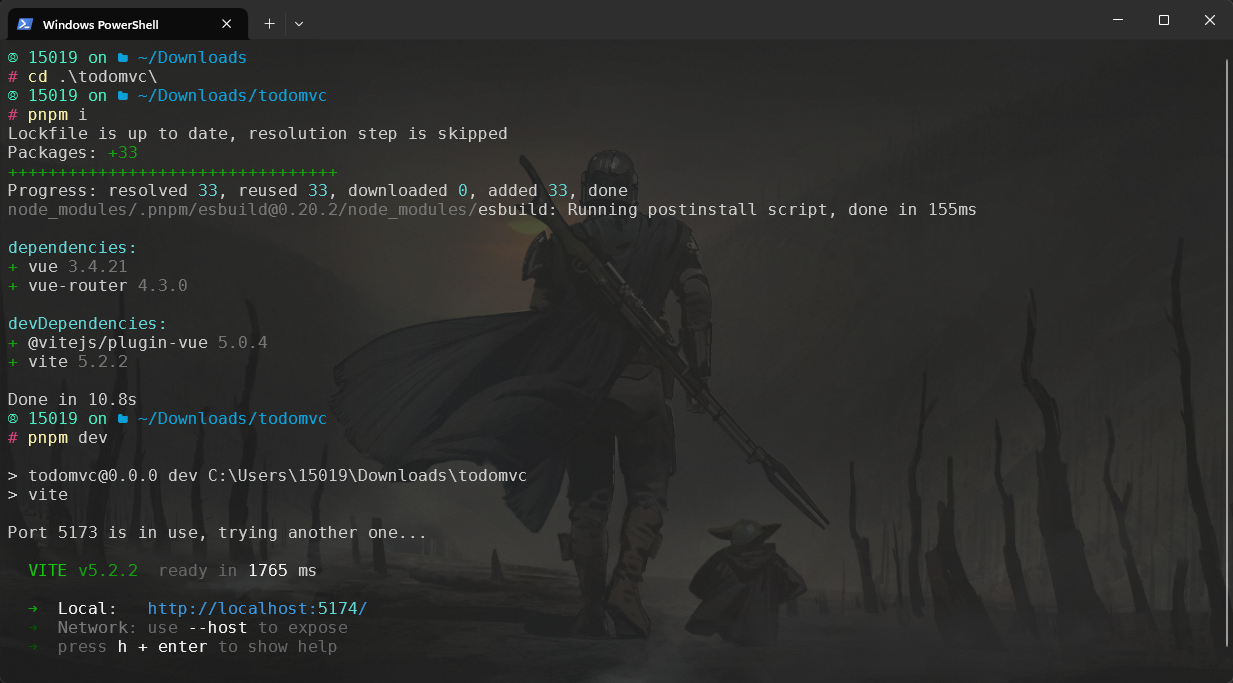 Windows PowerShell
15019 on ~/Downloads
# cd .\todomvc\
15019 on ~/Downloads/todomvc
# pnpm i
Lockfile is up to date, resolution step is skipped
Packages: +33
+++++++++++++++++++++++++++++++++
Progress: resolved 33, reused 33, downloaded 0, added 33, done
node_modules/.pnpm/esbuild@0.20.2/node_modules/esbuild: Running postinstall script, done in 155ms
dependencies:
+ vue 3.4.21
+ vue-router 4.3.0
devDependencies:
+ @vitejs/plugin-vue 5.0.4
+ vite 5.2.2
Done in 10.8s
15019 on ~/Downloads/todomvc
# pnpm dev
> todomvc@0.0.0 dev C:\Users\15019\Downloads\todomvc
> vite
Port 5173 is in use, trying another one...
VITE v5.2.2  ready in 1765 ms
➜  Local:   http://localhost:5174/
➜  Network: use --host to expose
➜  press h + enter to show help